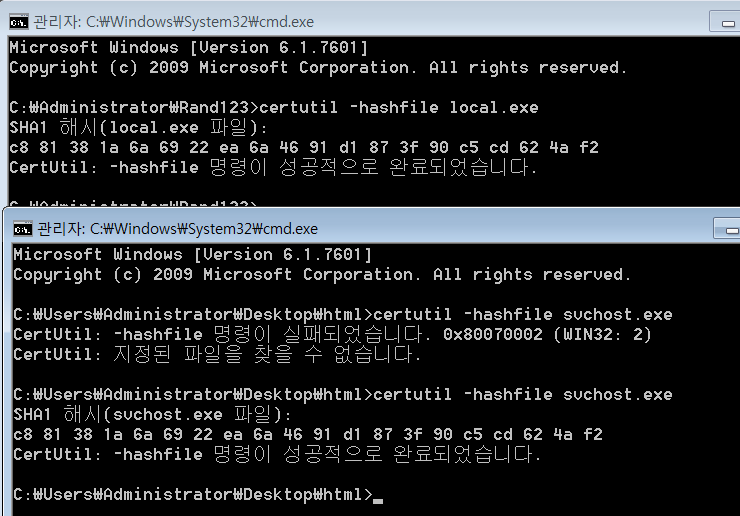 관리자: C:₩Windows₩System32₩cmd.exe
Microsoft Windows [Version 6.1.7601]
Copyright (c) 2009 Microsoft Corporation. All rights reserved.
C:₩Administrator₩Rand123>certutil -hashfile local.exe
SHA1 해시(local.exe 파일):
c8 81 38 1a 6a 69 22 ea 6a 46 91 d1 87 3f 90 c5 cd 62 4a f2
CertUtil: -hashfile 명령이 성공적으로 완료되었습니다.
C:₩Administrator₩Rand123>
관리자: C:₩Windows₩System32₩cmd.exe
Microsoft Windows [Version 6.1.7601]
Copyright (c) 2009 Microsoft Corporation. All rights reserved.
C:₩Users₩Administrator₩Desktop₩html>certutil -hashfile svchost.exe
CertUtil: -hashfile 명령이 실패되었습니다. 0x80070002 (WIN32: 2)
CertUtil: 지정된 파일을 찾을 수 없습니다.
C:₩Users₩Administrator₩Desktop₩html>certutil -hashfile svchost.exe
SHA1 해시(svchost.exe 파일):
c8 81 38 1a 6a 69 22 ea 6a 46 91 d1 87 3f 90 c5 cd 62 4a f2
CertUtil: -hashfile 명령이 성공적으로 완료되었습니다.
C:₩Users₩Administrator₩Desktop₩html>